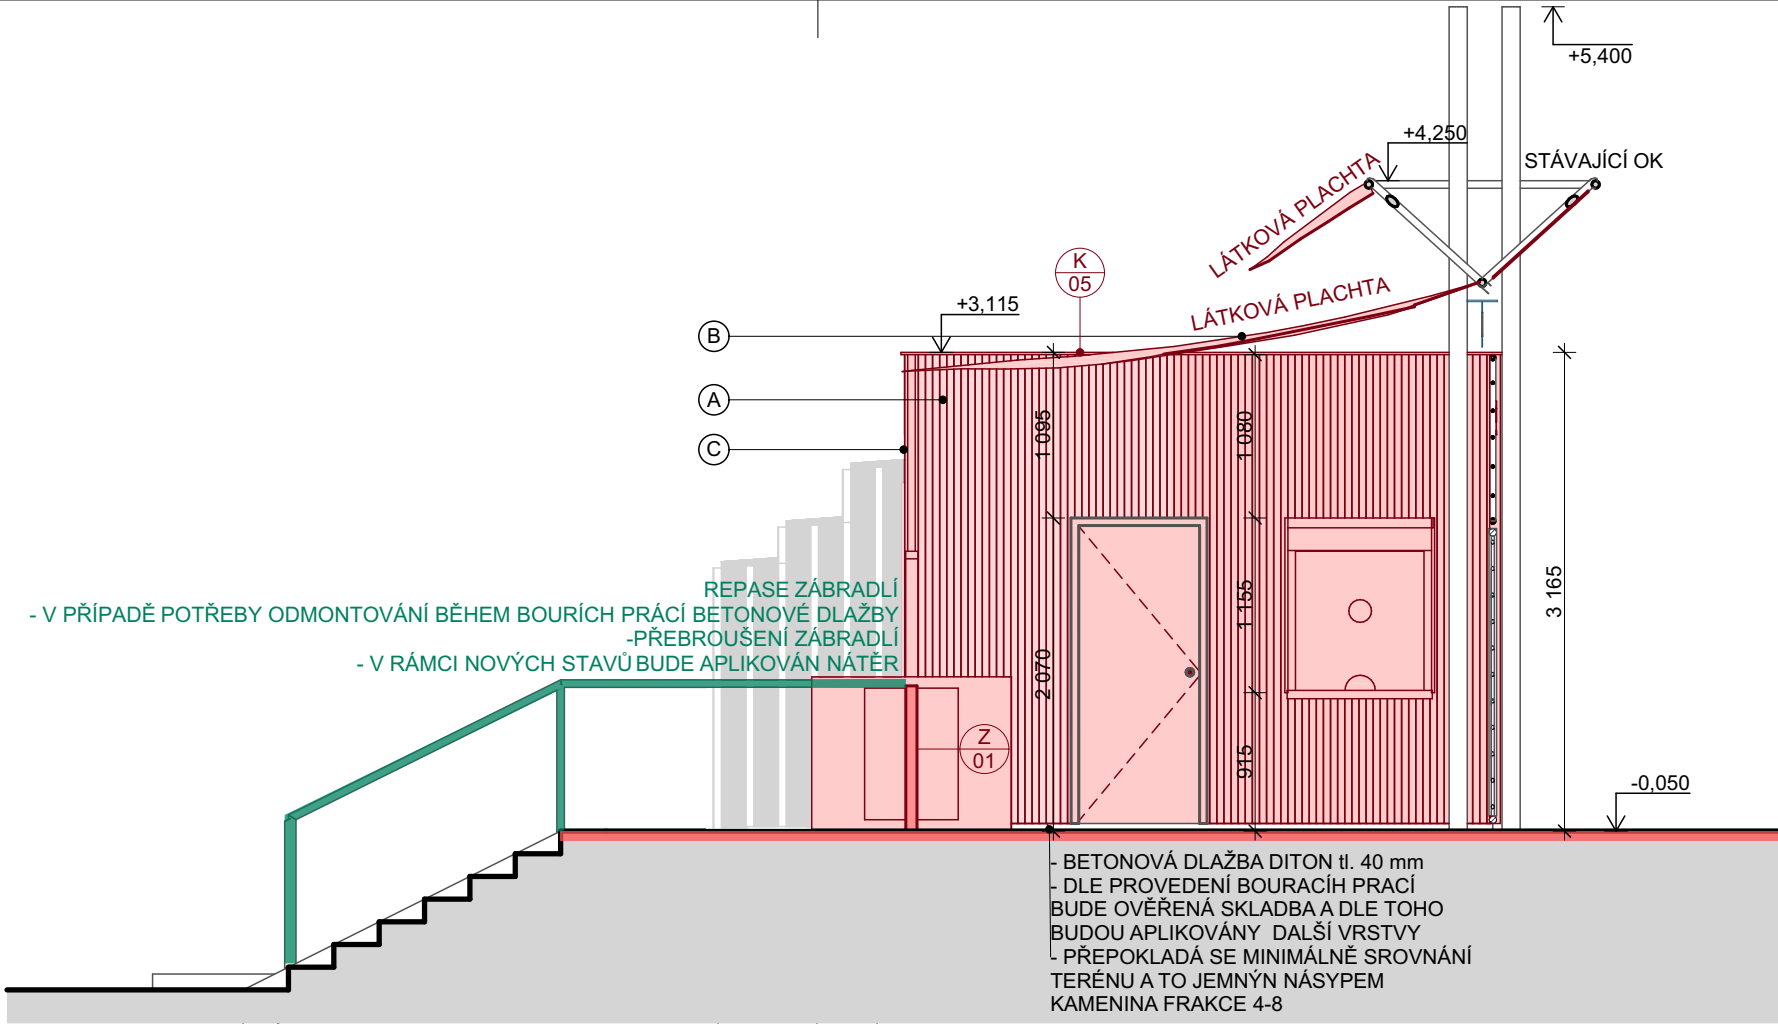 +5,400
+4,250
STÁVAJÍCÍ OK
LÁTKOVÁ PLACHTA
K
05
LÁTKOVÁ PLACHTA
+3,115
B
A
C
1 095
1 080
3 165
REPASE ZÁBRADLÍ
- V PŘÍPADĚ POTŘEBY ODMONTOVÁNÍ BĚHEM BOURÍCH PRÁCÍ BETONOVÉ DLAŽBY
-PŘEBROUŠENÍ ZÁBRADLÍ
- V RÁMCI NOVÝCH STAVŮ BUDE APLIKOVÁN NÁTĚR
1 155
2 070
915
Z
01
-0,050
- BETONOVÁ DLAŽBA DITON tl. 40 mm
- DLE PROVEDENÍ BOURACÍH PRACÍ
BUDE OVĚŘENÁ SKLADBA A DLE TOHO
BUDOU APLIKOVÁNY DALŠÍ VRSTVY
- PŘEPOKLADÁ SE MINIMÁLNĚ SROVNÁNÍ
TERÉNU A TO JEMNÝN NÁSYPEM
KAMENINA FRAKCE 4-8